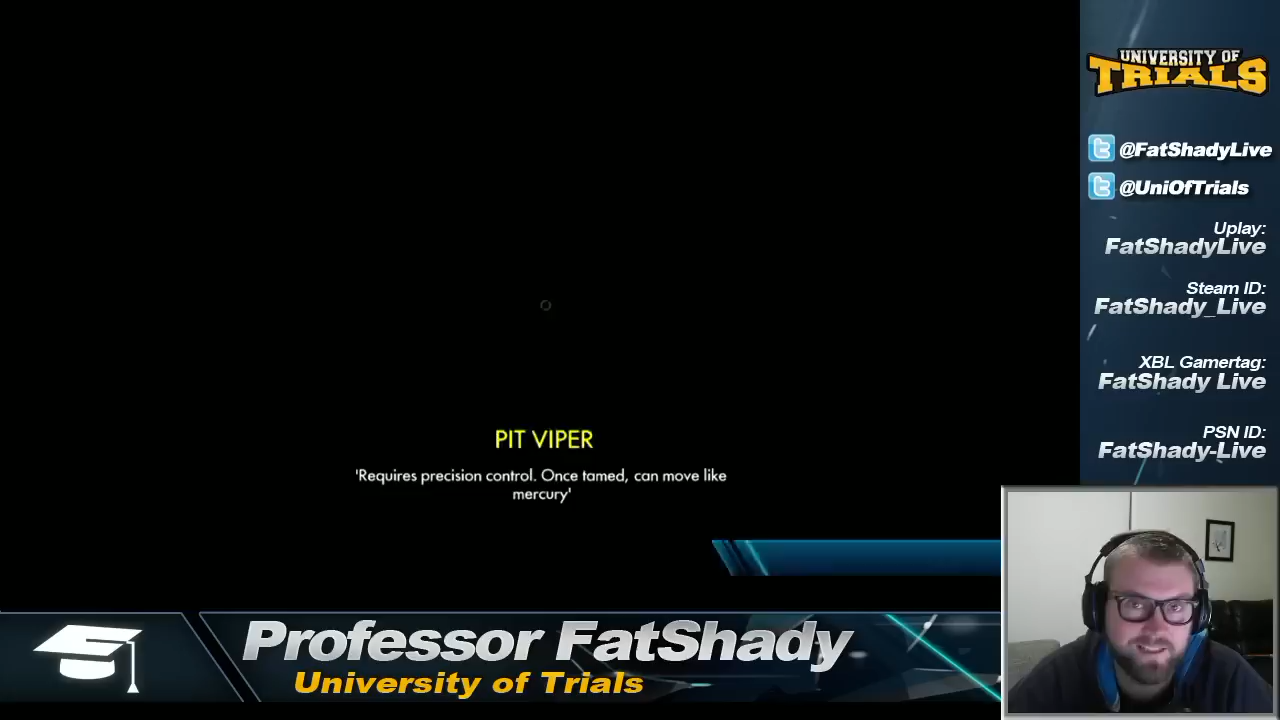 UNIVERSITY OF
TRIALS
@FatShadyLive
@UniOfTrials
Uplay:
FatShadyLive
Steam ID:
FatShady_Live
XBL Gamertag:
FatShady Live
PSN ID:
FatShady-Live
PIT VIPER
'Requires precision control. Once tamed, can move like
mercury'
Professor FatShady
University of Trials